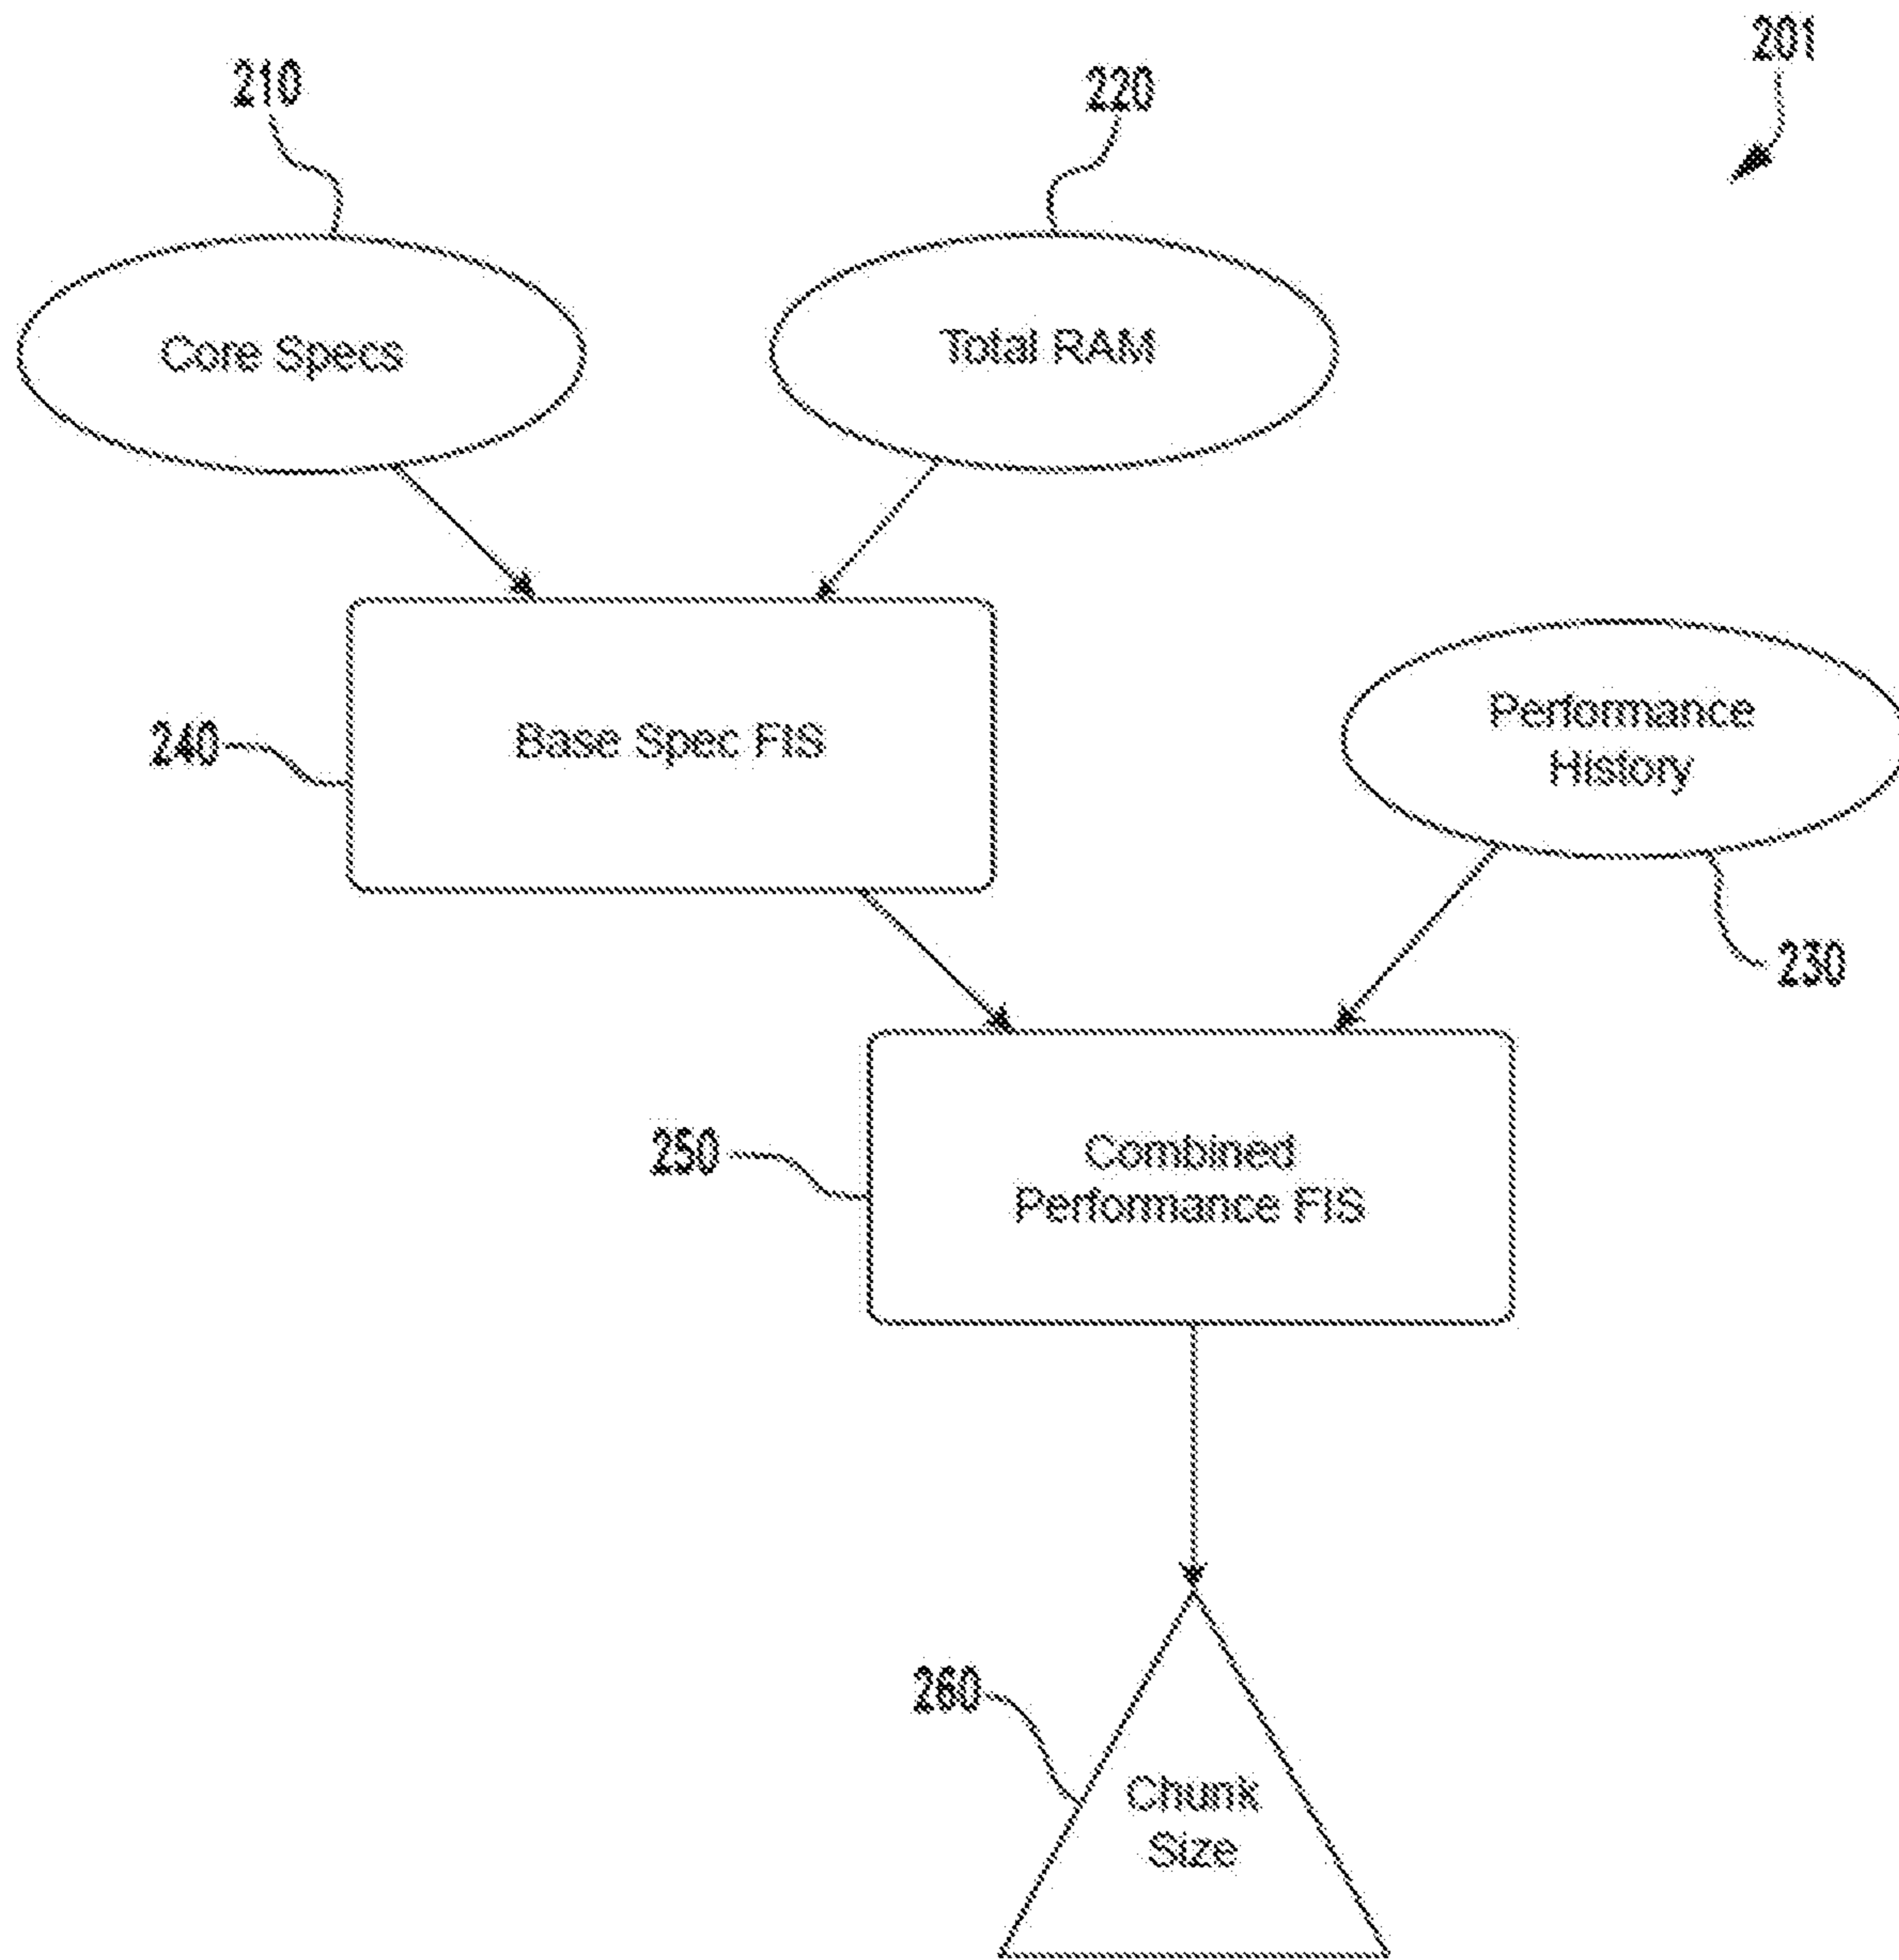 201
210
220
Core Specs
Total RAM
240
Base Spec FIS
Performance
History
230
250
Combined
Performance FIS
260
Chunk
Size